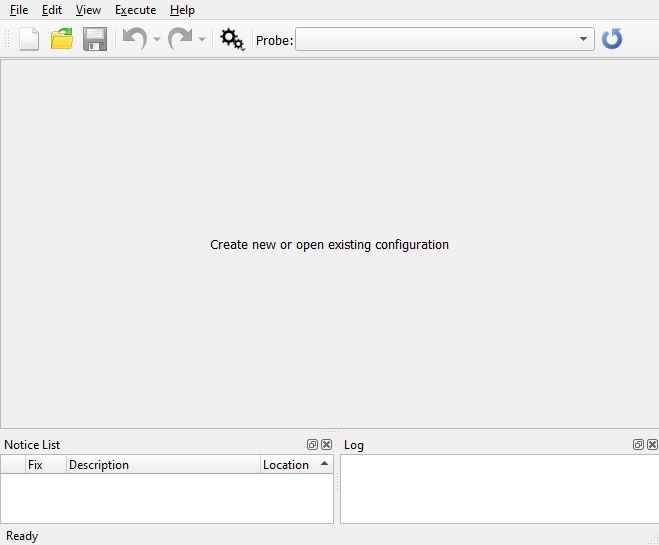 File Edit View Execute Help
Probe:
Create new or open existing configuration
Notice List
Log
Fix Description Location
Ready